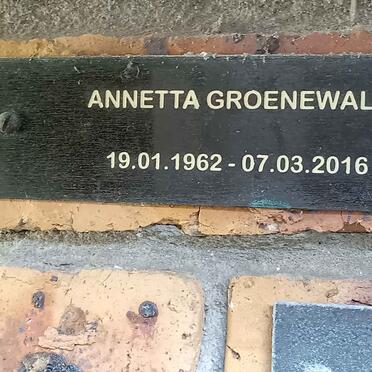 ANNETTA GROENEWAL
19.01.1962 - 07.03.2016